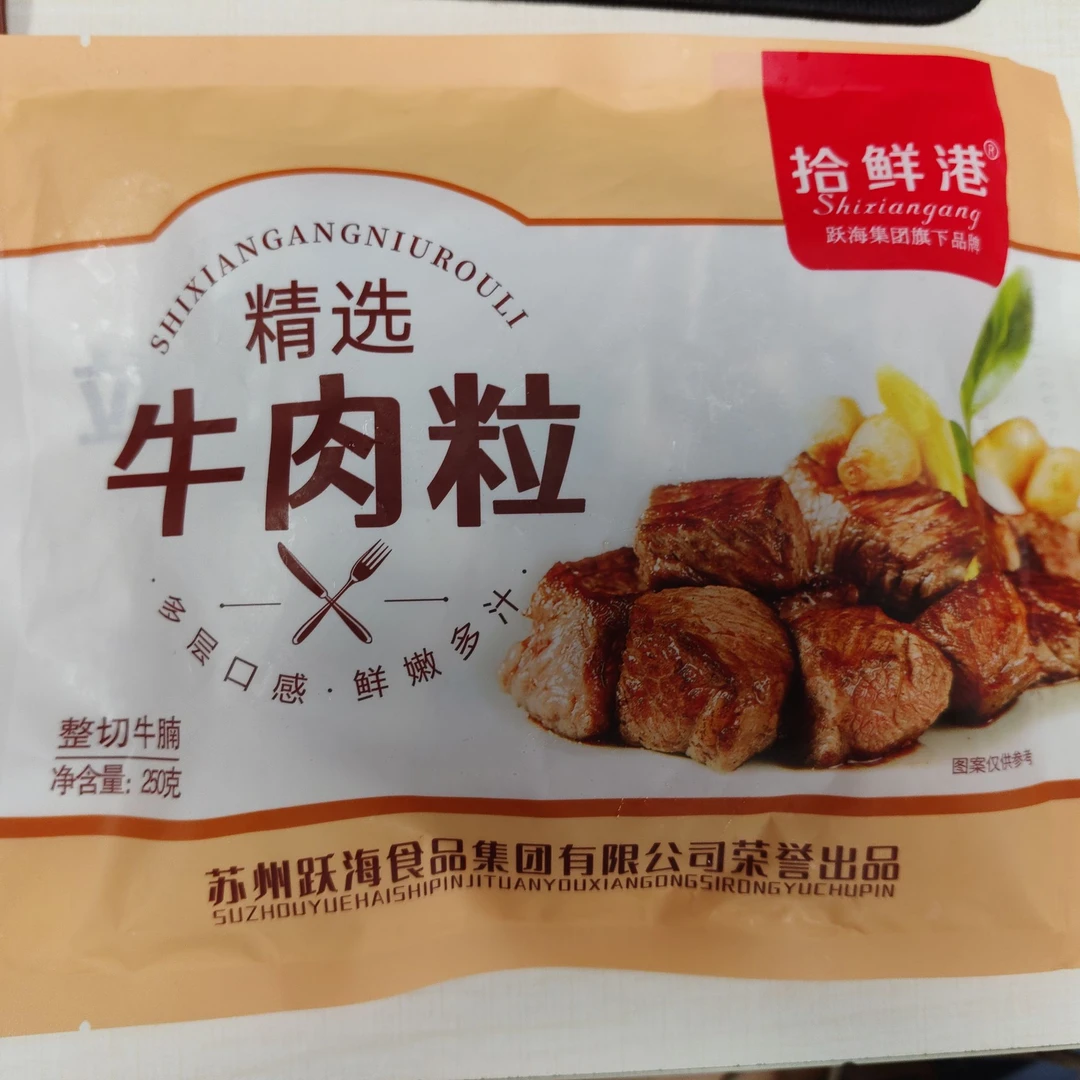 拾鲜港®
Shixiangang
跃海集团旗下品牌
SHIXIANGANGNIUROULI
精选
牛肉粒
·多层口感·鲜嫩多汁·
整切牛腩
净含量:250克
图案仅供参考
苏州跃海食品集团有限公司荣誉出品
SUZHOUYUEHAISHIPINJITUANYOUXIANGONGSIRONGYUCHUPIN